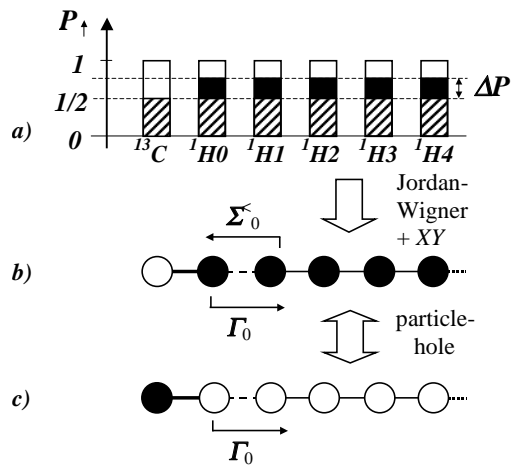 P↑
1
1/2
ΔP
a)
0
¹³C ¹H0 ¹H1 ¹H2 ¹H3 ¹H4
Jordan-
Wigner
+ XY
Σ₀<
b)
Γ₀
particle-
hole
c)
Γ₀